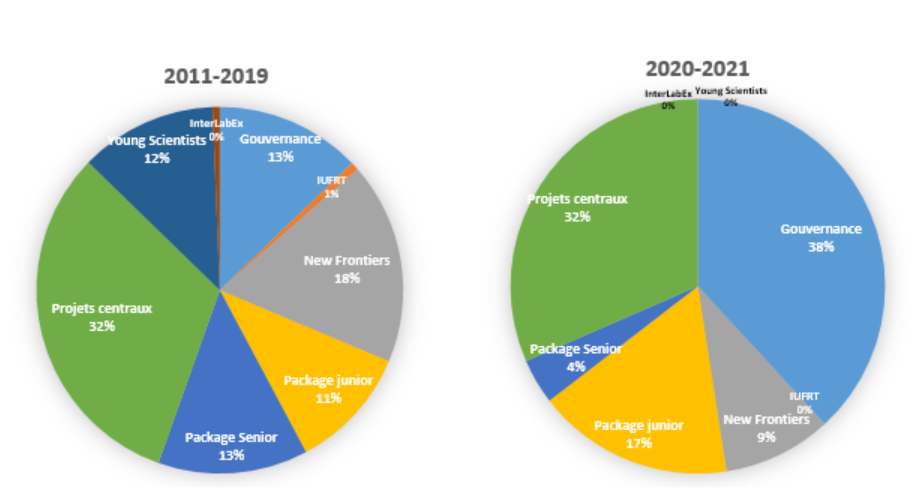 2011-2019
InterLabEx
0%
Gouvernance
13%
IUFRT
1%
New Frontiers
18%
Package junior
11%
Package Senior
13%
Projets centraux
32%
Young Scientists
12%
2020-2021
InterLabEx
0%
Young Scientists
0%
Gouvernance
38%
IUFRT
0%
New Frontiers
9%
Package junior
17%
Package Senior
4%
Projets centraux
32%